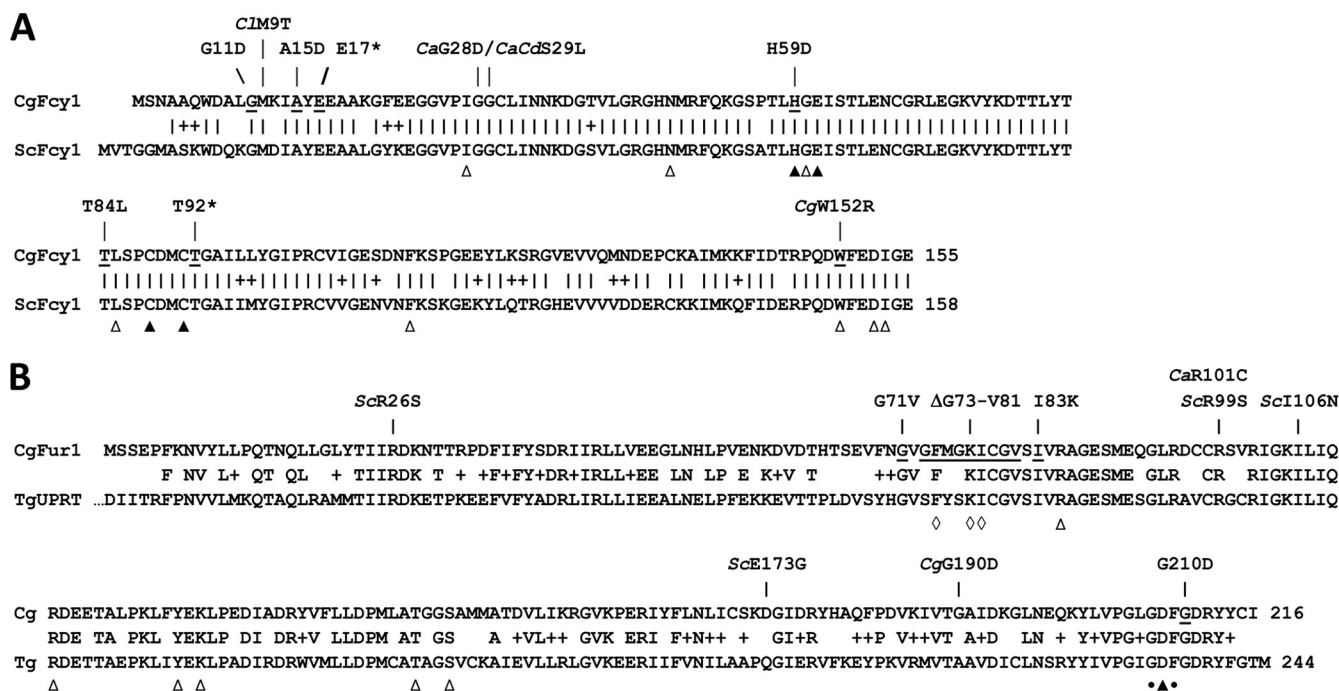 A
ClM9T
G11D | A15D E17* CaG28D/CaCdS29L H59D
CgFcy1 MSNAAQWDALGMKIAYEEAAKGFEEGGVPIGGCLINNKDGTVLGRGHNMRFQKGSPTLHGEISTLENCGRLEGKVYKDTTLYT
ScFcy1 MVTGGMASKWDQKGMDIAYEEAALGYKEGGVPIGGCLINNKDGSVLGRGHNMRFQKGSATLHGEISTLENCGRLEGKVYKDTTLYT
△ △ ▲△▲
T84L T92* CgW152R
CgFcy1 TLSPCDMCTGAILLYGIPRCVIGESDNFKSPGEEYLKSRGVEVVQMNDEPCKAIMKKFIDTRPQDWFEDIGE 155
ScFcy1 TLSPCDMCTGAIIMYGIPRCVVGENVNFKSKGEKYLQTRGHEVVVVDDERCKKIMKQFIDERPQDWFEDIGE 158
△ ▲ ▲ △ △ △△
B
CaR101C
ScR26S G71V ΔG73-V81 I83K ScR99S ScI106N
CgFur1 MSSEPFKNVYLLPQTNQLLGLYTIIRDKNTTRPDFIFYSDRIIRLLVEEGLNHLPVENKDVDTHTSEVFNGVGFMGKICGVSIVRAGESMEQGLRDCCRSVRIGKILIQ
F NV L+ QT QL + TIIRDK T + F+FY+DR+IRLL+EE LN LP E K+V T ++GV F KICGVSIVRAGESME GLR CR RIGKILIQ
TgUPRT …DIITRFPNVVLMKQTAQLRAMMTIIRDKETPKEEFVFYADRLIRLLIEEALNELPFEKKEVTTPLDVSYHGVSFYSKICGVSIVRAGESMESGLRAVCRGCRIGKILIQ
◊ ◊◊ △
ScE173G CgG190D G210D
Cg RDEETALPKLFYEKLPEDIADRYVFLLDPMLATGGSAMMATDVLIKRGVKPERIYFLNLICSKDGIDRYHAQFPDVKIVTGAIDKGLNEQKYLVPGLGDFGDRYYCI 216
RDE TA PKL YEKLP DI DR+V LLDPM AT GS A +VL++ GVK ERI F+N++ + GI+R ++P V++VT A+D LN + Y+VPG+GDFGDRY+
Tg RDETTAEPKLIYEKLPADIRDRWVMLLDPMCATAGSVCKAIEVLLRLGVKEERIIFVNILAAPQGIERVFKEYPKVRMVTAAVDICLNSRYYIVPGIGDFGDRYFGTM 244
△ △ △ △ △ •▲•